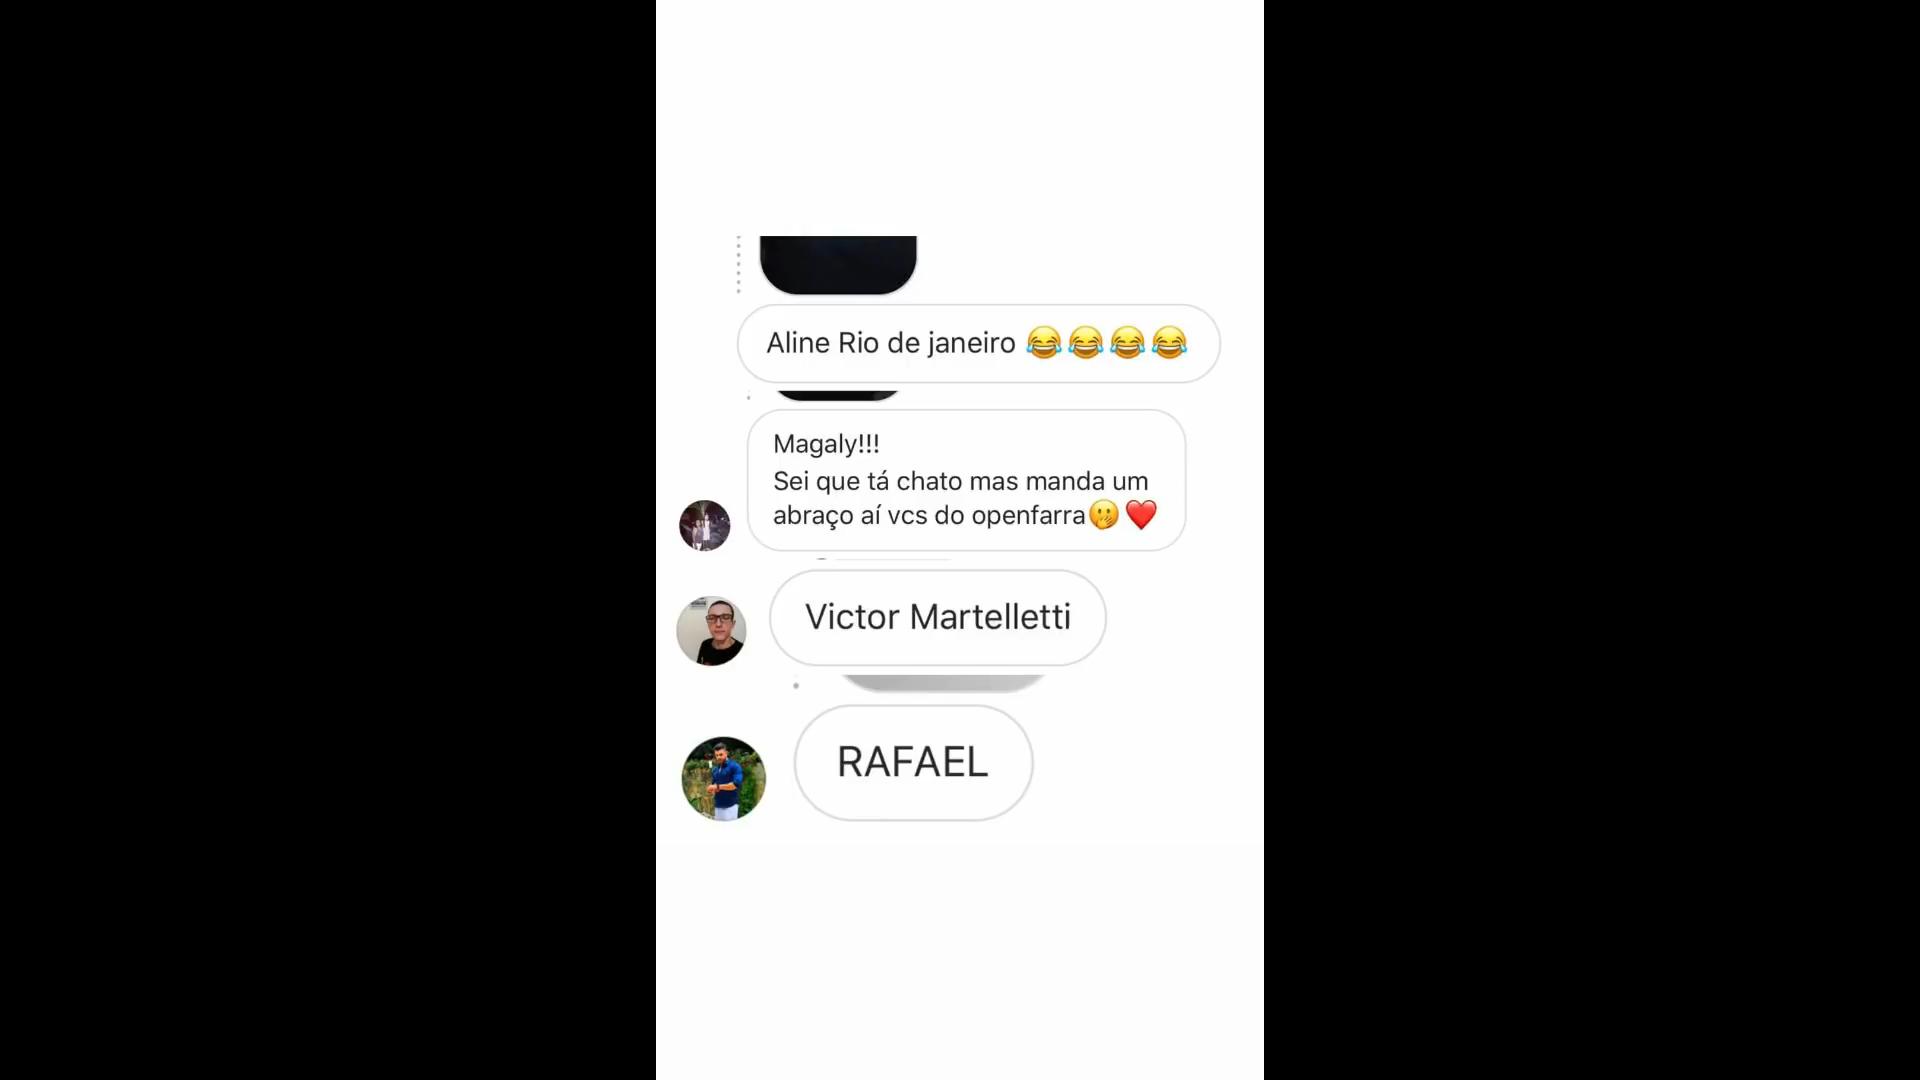 Aline Rio de janeiro 😂😂😂😂
Magaly!!!
Sei que tá chato mas manda um
abraço aí vcs do openfarra🤭❤️
Victor Martelletti
RAFAEL